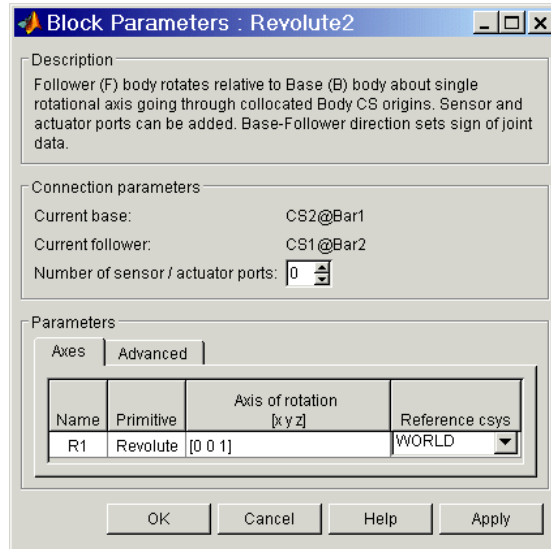 Block Parameters : Revolute2
Description
Follower (F) body rotates relative to Base (B) body about single
rotational axis going through collocated Body CS origins. Sensor and
actuator ports can be added. Base-Follower direction sets sign of joint
data.
Connection parameters
Current base: CS2@Bar1
Current follower: CS1@Bar2
Number of sensor / actuator ports: 0
Parameters
Axes Advanced
Axis of rotation
Name Primitive [x y z] Reference csys
R1 Revolute [0 0 1] WORLD
OK Cancel Help Apply